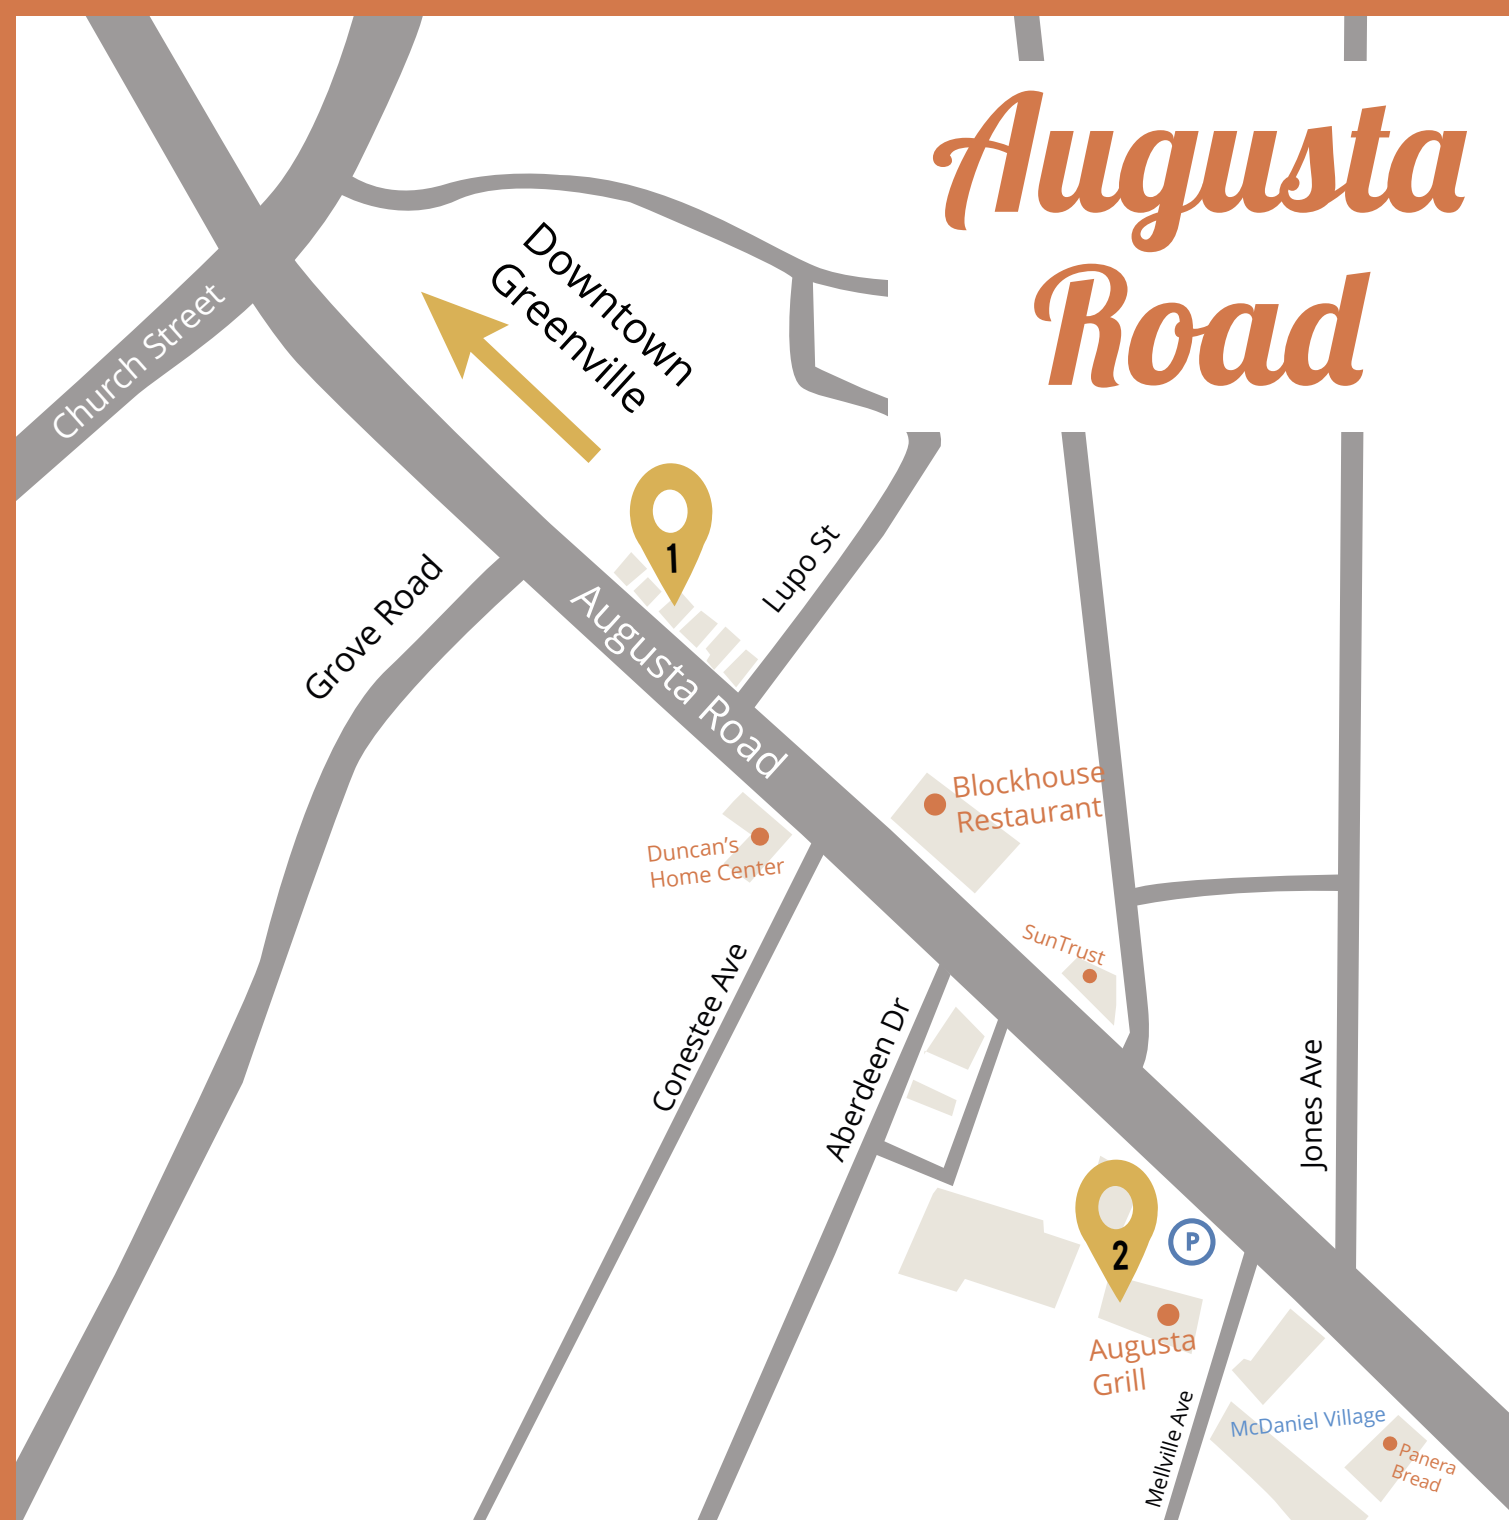 Augusta
Road
Downtown
Greenville
Church Street
1
Lupo St
Grove Road
Augusta Road
Blockhouse
Restaurant
Duncan’s
Home Center
SunTrust
Conestee Ave
Aberdeen Dr
Jones Ave
2
P
Augusta
Grill
Mellville Ave
McDaniel Village
Panera
Bread